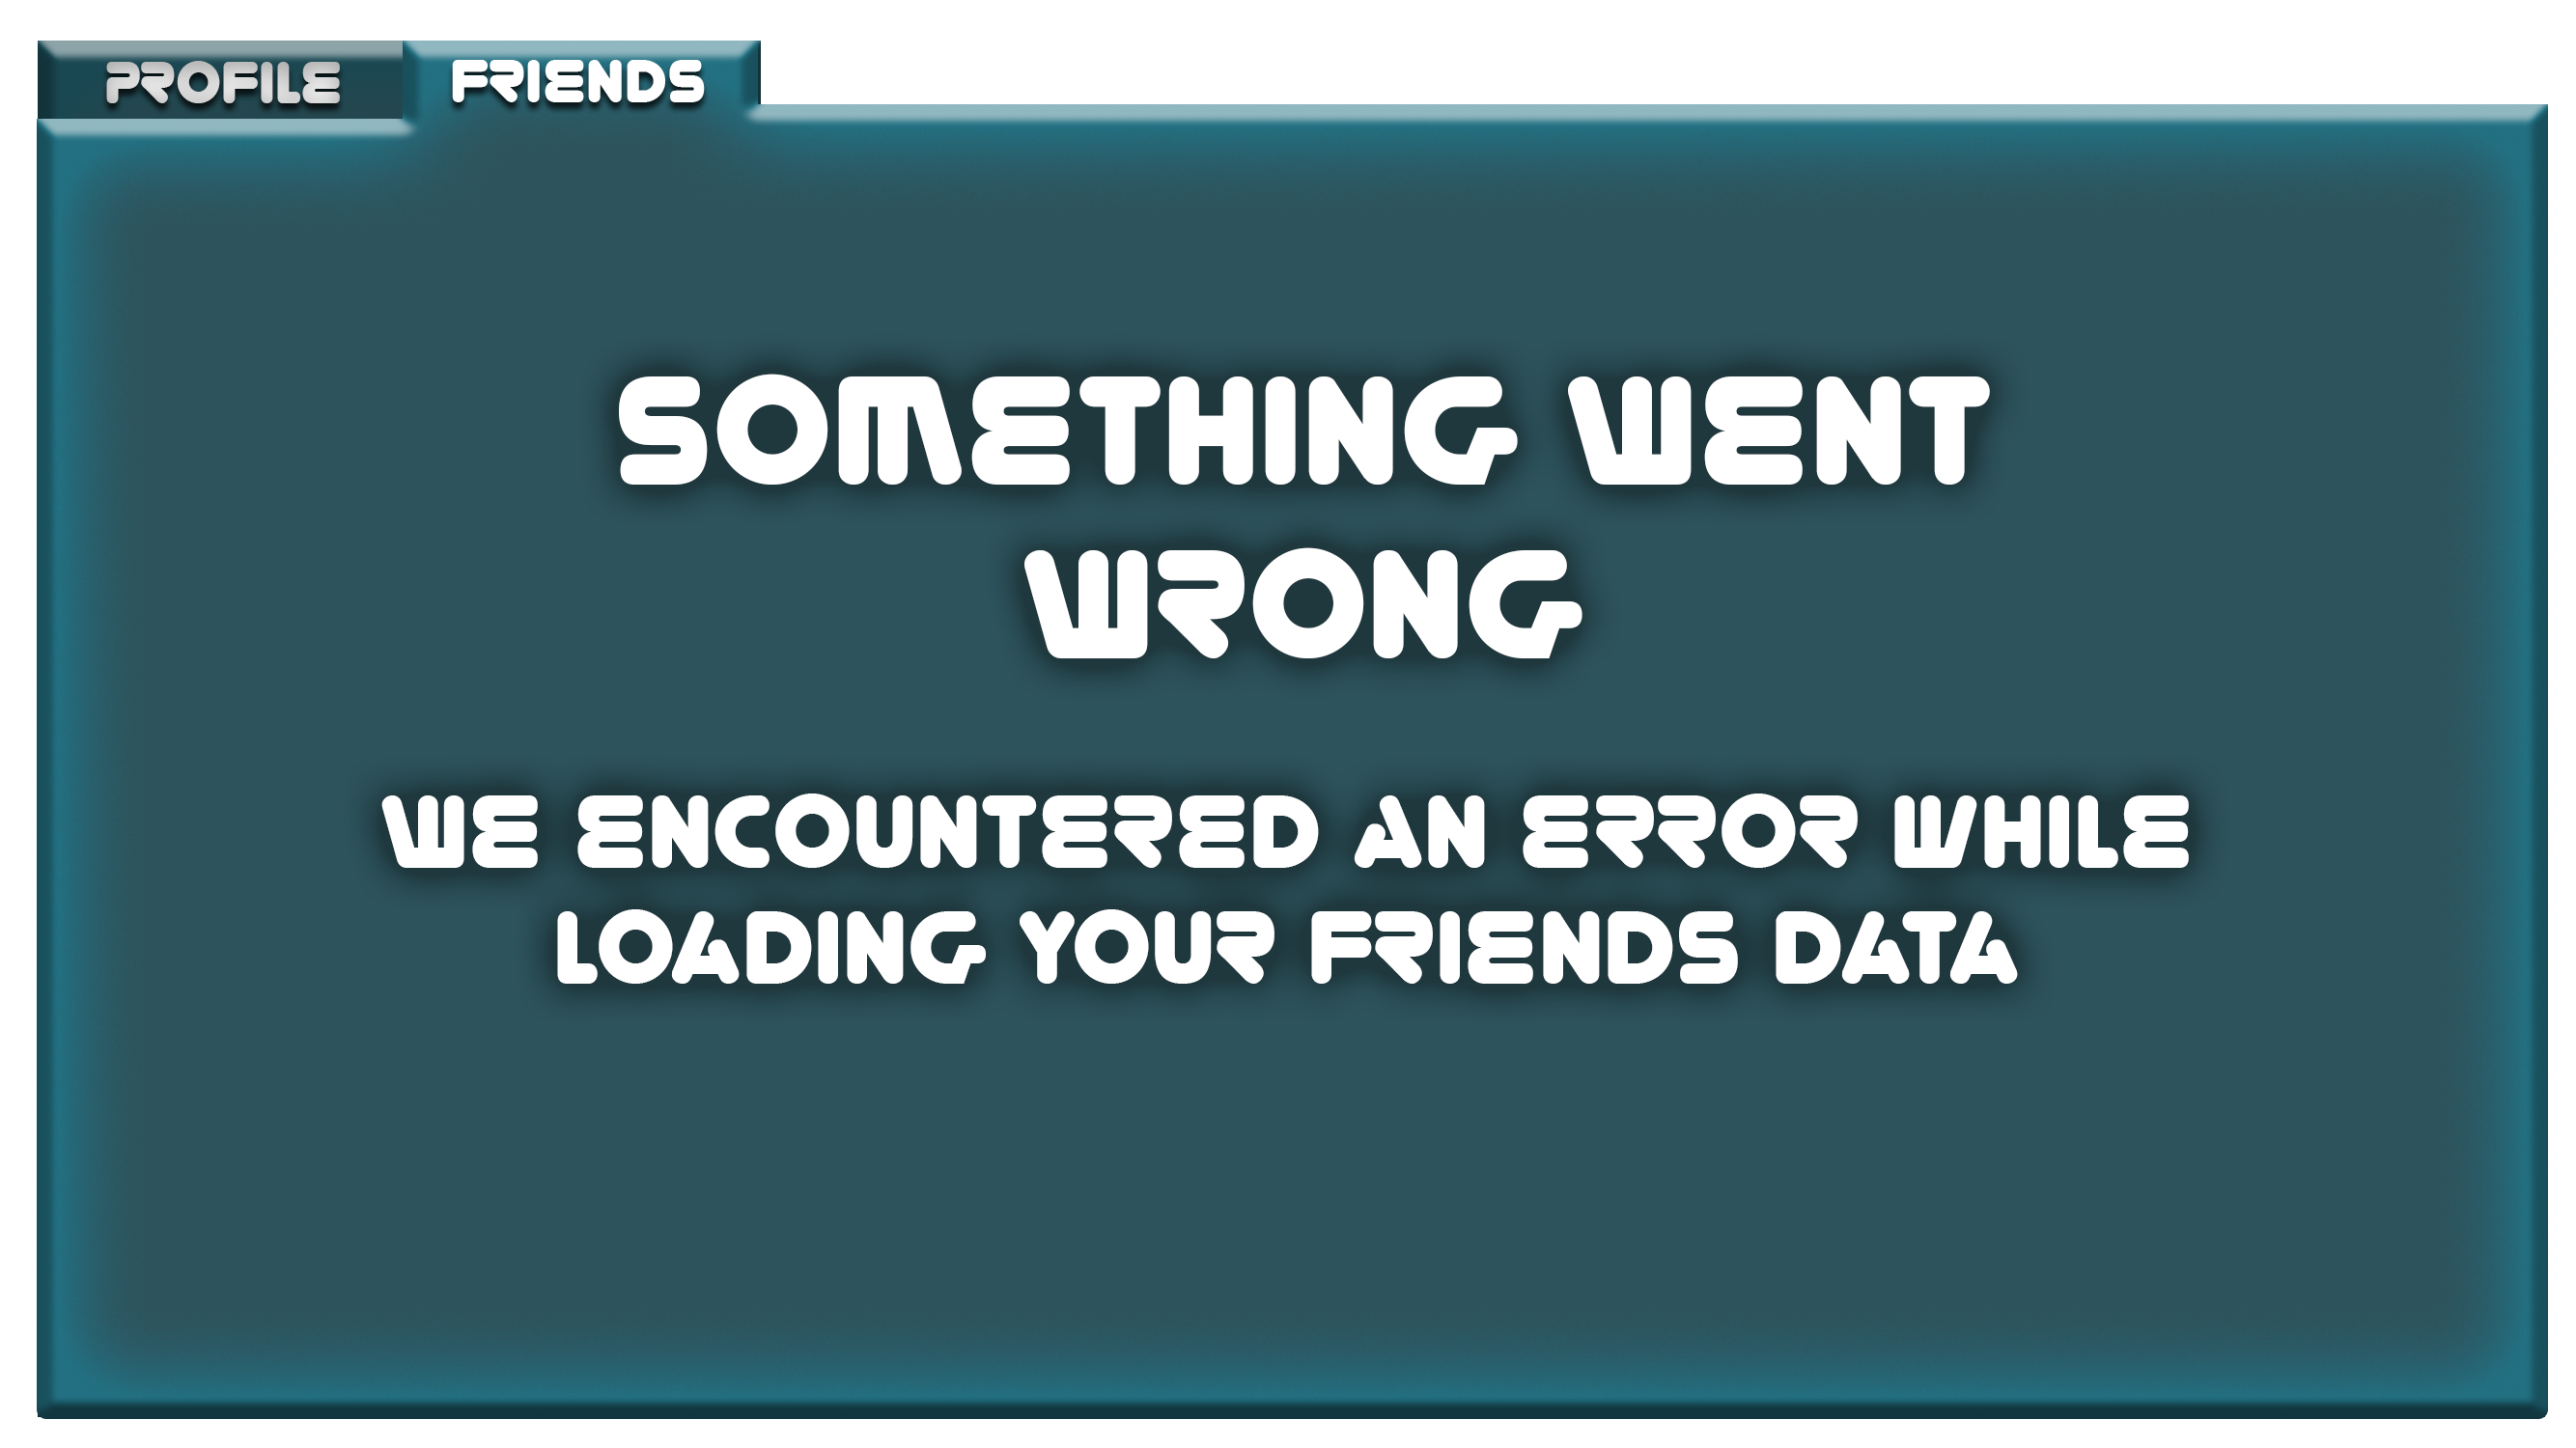 PROFILE FRIENDS
SOMETHING WENT
WRONG
WE ENCOUNTERED AN ERROR WHILE
LOADING YOUR FRIENDS DATA